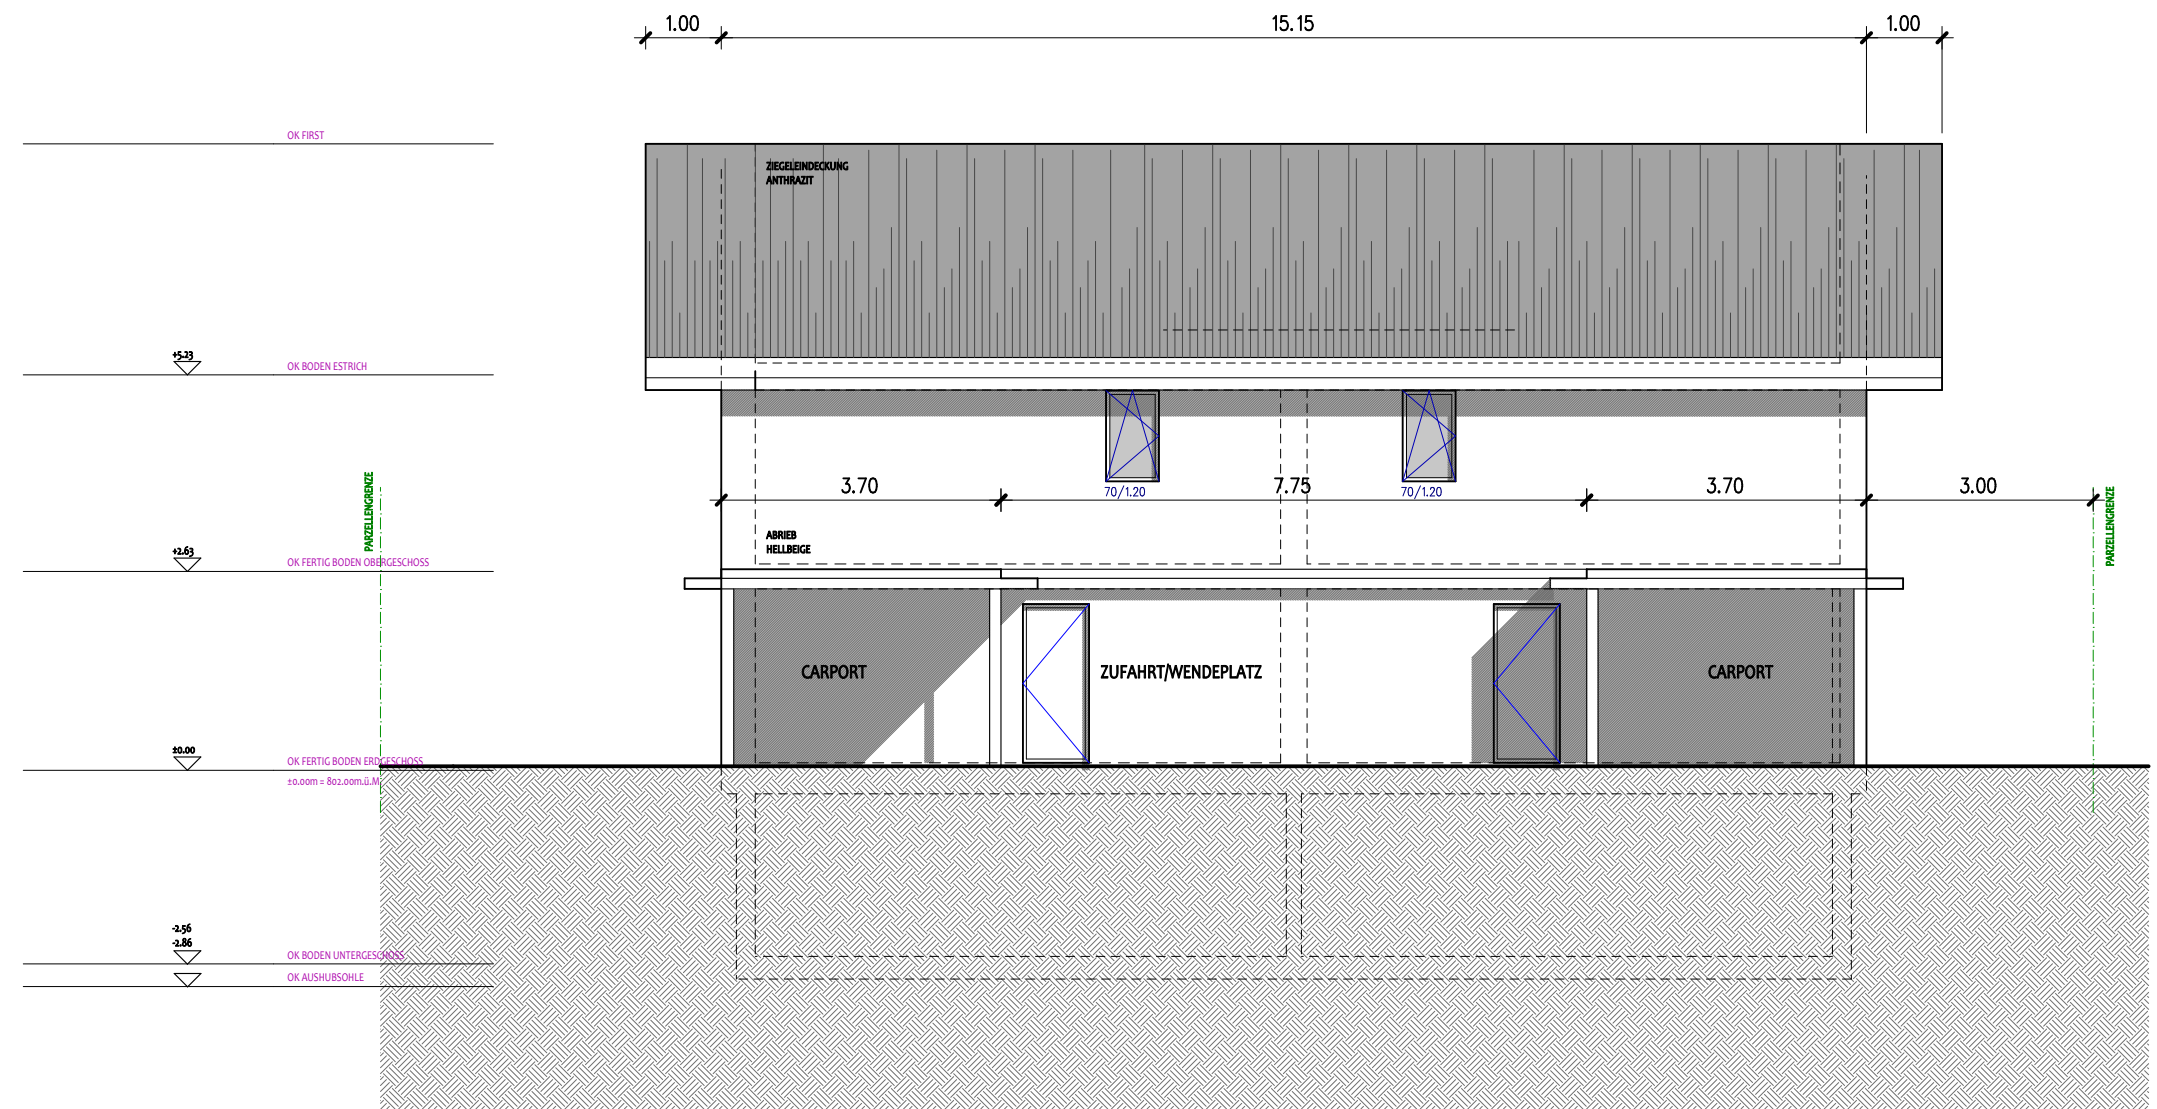 1.00
15.15
1.00
OK FIRST
ZIEGELEINDECKUNG
ANTHRAZIT
+5.23
OK BODEN ESTRICH
70/1.20
70/1.20
3.70
7.75
3.70
3.00
PARZELLENGRENZE
PARZELLENGRENZE
ABRIEB
HELLBEIGE
+2.63
OK FERTIG BODEN OBERGESCHOSS
CARPORT
ZUFAHRT/WENDEPLATZ
CARPORT
±0.00
OK FERTIG BODEN ERDGESCHOSS
±0.00m = 802.00m.ü.M
-2.56
-2.86
OK BODEN UNTERGESCHOSS
OK AUSHUBSOHLE